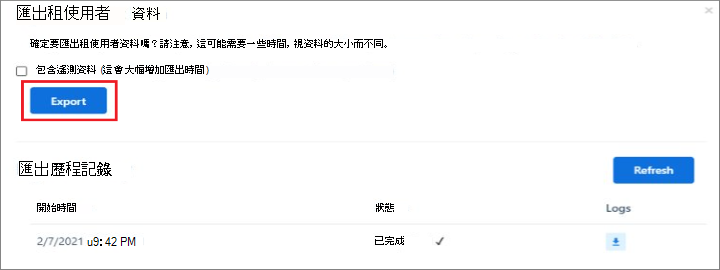 匯出租使用者 資料
確定要匯出租使用者資料嗎？請注意，這可能需要一些時間，視資料的大小而不同。
包含遙測資料 (這會大幅增加匯出時間)
Export
匯出歷程記錄
Refresh
開始時間 狀態 Logs
2/7/2021 u9: 42 PM 已完成 ✓